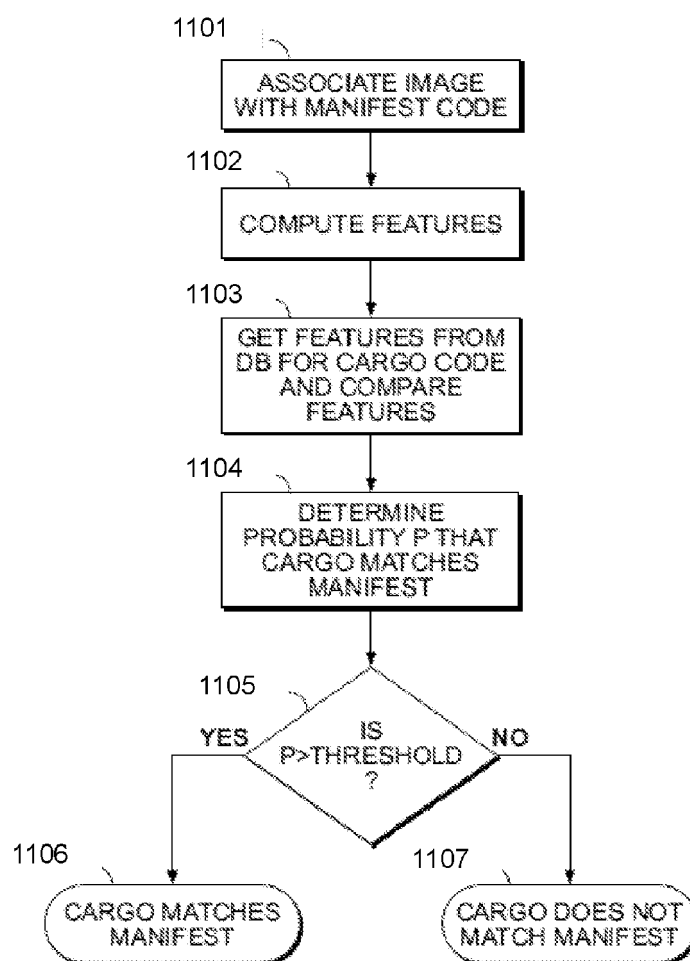 1101
ASSOCIATE IMAGE
WITH MANIFEST CODE
1102
COMPUTE FEATURES
1103
GET FEATURES FROM
DB FOR CARGO CODE
AND COMPARE
FEATURES
1104
DETERMINE
PROBABILITY P THAT
CARGO MATCHES
MANIFEST
1105
YES
IS
P>THRESHOLD
?
NO
1106
CARGO MATCHES
MANIFEST
1107
CARGO DOES NOT
MATCH MANIFEST